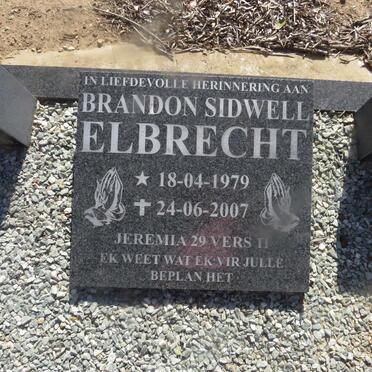 IN LIEFDEVOLLE HERINNERING AAN
BRANDON SIDWELL
ELBRECHT
★ 18-04-1979
✝ 24-06-2007
JEREMIA 29 VERS 11
EK WEET WAT EK VIR JULLE
BEPLAN HET